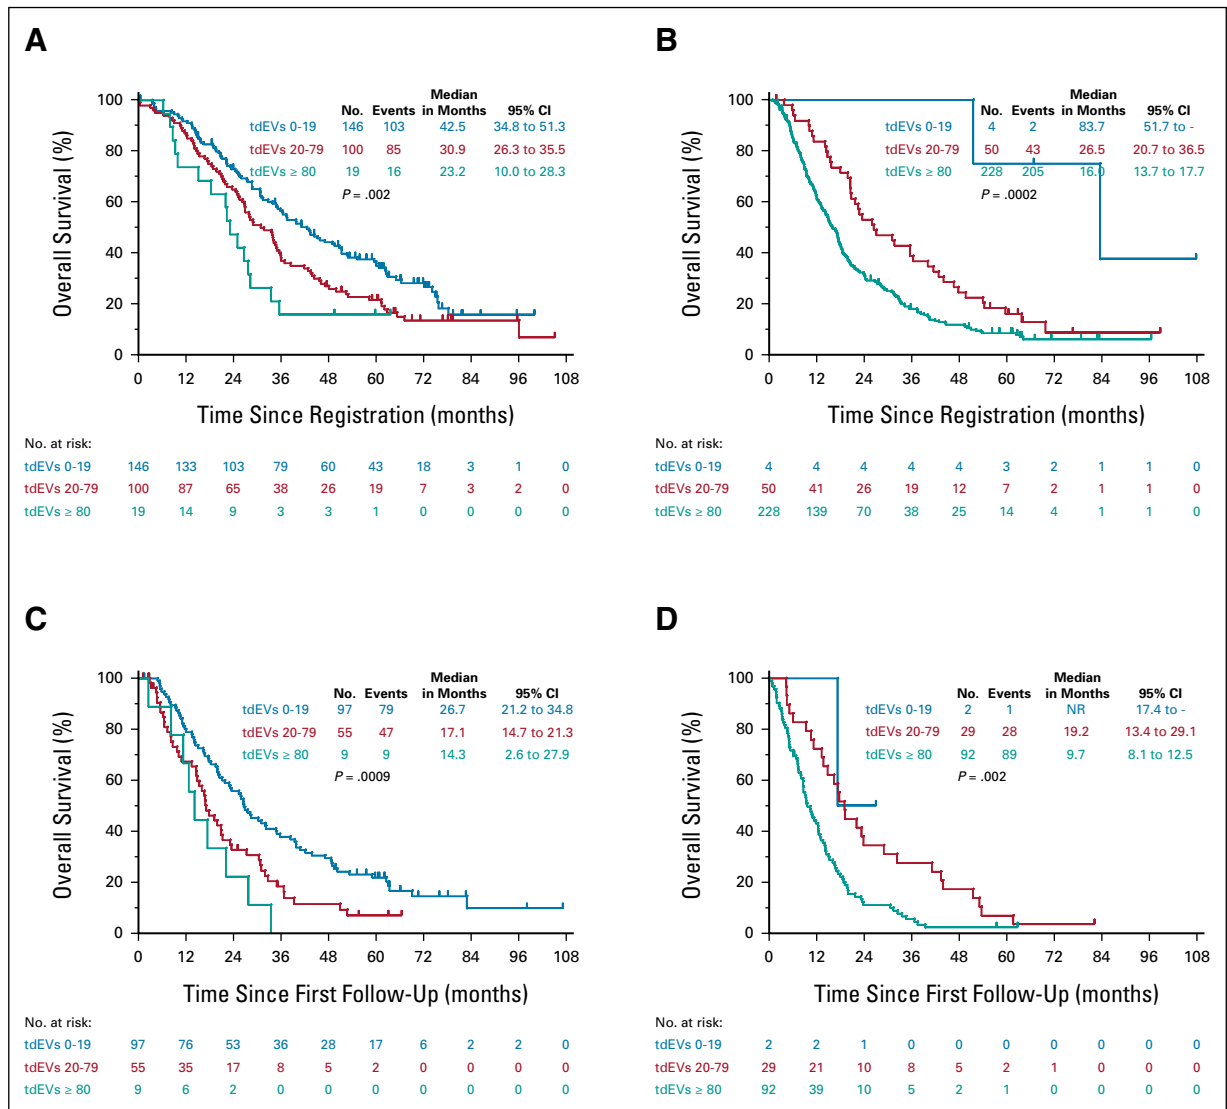 A
Median
No. Events in Months 95% CI
tdEVs 0-19 146 103 42.5 34.8 to 51.3
tdEVs 20-79 100 85 30.9 26.3 to 35.5
tdEVs ≥ 80 19 16 23.2 10.0 to 28.3
P = .002
Overall Survival (%)
100
80
60
40
20
0
0 12 24 36 48 60 72 84 96 108
Time Since Registration (months)
No. at risk:
tdEVs 0-19 146 133 103 79 60 43 18 3 1 0
tdEVs 20-79 100 87 65 38 26 19 7 3 2 0
tdEVs ≥ 80 19 14 9 3 3 1 0 0 0 0
B
Median
No. Events in Months 95% CI
tdEVs 0-19 4 2 83.7 51.7 to -
tdEVs 20-79 50 43 26.5 20.7 to 36.5
tdEVs ≥ 80 228 205 16.0 13.7 to 17.7
P = .0002
Overall Survival (%)
100
80
60
40
20
0
0 12 24 36 48 60 72 84 96 108
Time Since Registration (months)
No. at risk:
tdEVs 0-19 4 4 4 4 4 3 2 1 1 0
tdEVs 20-79 50 41 26 19 12 7 2 1 1 0
tdEVs ≥ 80 228 139 70 38 25 14 4 1 1 0
C
Median
No. Events in Months 95% CI
tdEVs 0-19 97 79 26.7 21.2 to 34.8
tdEVs 20-79 55 47 17.1 14.7 to 21.3
tdEVs ≥ 80 9 9 14.3 2.6 to 27.9
P = .0009
Overall Survival (%)
100
80
60
40
20
0
0 12 24 36 48 60 72 84 96 108
Time Since First Follow-Up (months)
No. at risk:
tdEVs 0-19 97 76 53 36 28 17 6 2 2 0
tdEVs 20-79 55 35 17 8 5 2 0 0 0 0
tdEVs ≥ 80 9 6 2 0 0 0 0 0 0 0
D
Median
No. Events in Months 95% CI
tdEVs 0-19 2 1 NR 17.4 to -
tdEVs 20-79 29 28 19.2 13.4 to 29.1
tdEVs ≥ 80 92 89 9.7 8.1 to 12.5
P = .002
Overall Survival (%)
100
80
60
40
20
0
0 12 24 36 48 60 72 84 96 108
Time Since First Follow-Up (months)
No. at risk:
tdEVs 0-19 2 2 1 0 0 0 0 0 0 0
tdEVs 20-79 29 21 10 8 5 2 1 0 0 0
tdEVs ≥ 80 92 39 10 5 2 1 0 0 0 0